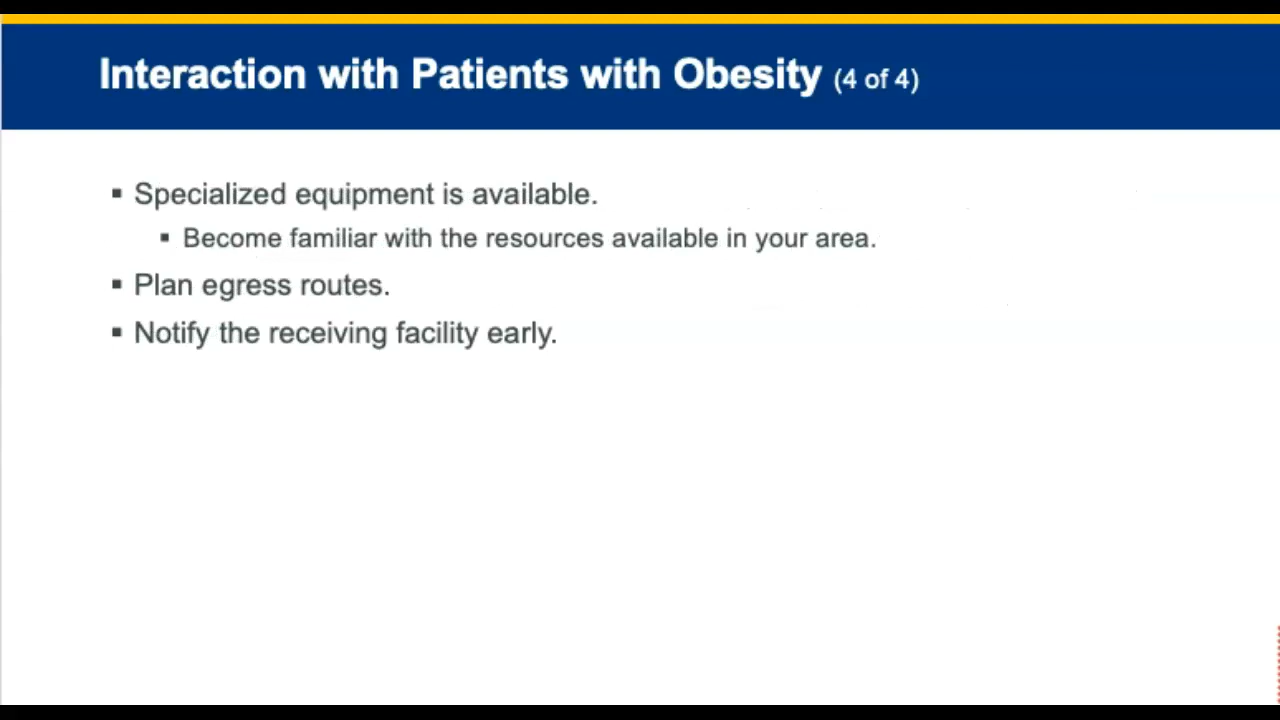 Interaction with Patients with Obesity (4 of 4)
▪ Specialized equipment is available.
▪ Become familiar with the resources available in your area.
▪ Plan egress routes.
▪ Notify the receiving facility early.